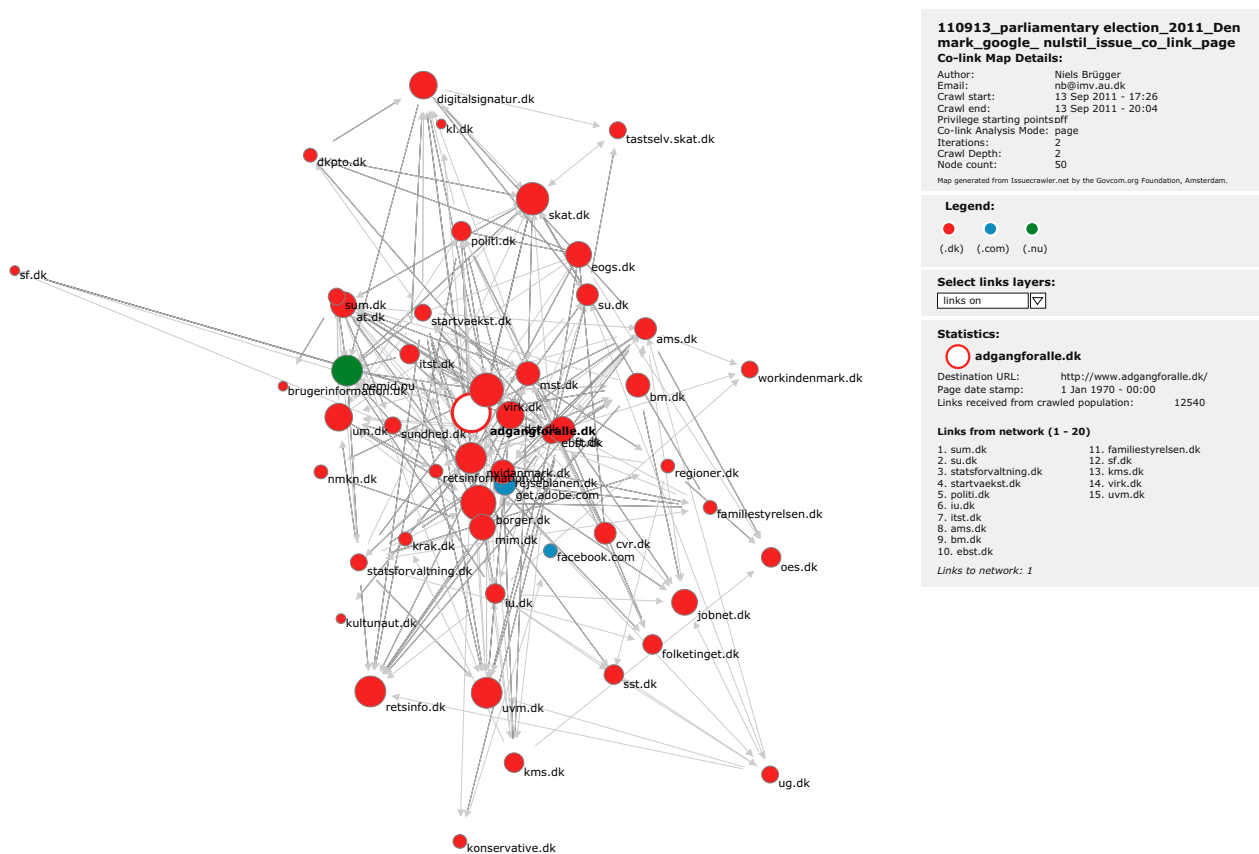 110913_parliamentary election_2011_Den
mark_google_ nulstil_issue_co_link_page
Co-link Map Details:
Author: Niels Brügger
Email: nb@imv.au.dk
Crawl start: 13 Sep 2011 - 17:26
Crawl end: 13 Sep 2011 - 20:04
Privilege starting points: off
Co-link Analysis Mode: page
Iterations: 2
Crawl Depth: 2
Node count: 50
Map generated from Issuecrawler.net by the Govcom.org Foundation, Amsterdam.
Legend:
(.dk) (.com) (.nu)
Select links layers:
links on
Statistics:
adgangforalle.dk
Destination URL: http://www.adgangforalle.dk/
Page date stamp: 1 Jan 1970 - 00:00
Links received from crawled population: 12540
Links from network (1 - 20)
1. sum.dk
2. su.dk
3. statsforvaltning.dk
4. startvaekst.dk
5. politi.dk
6. iu.dk
7. itst.dk
8. ams.dk
9. bm.dk
10. ebst.dk
11. familiestyrelsen.dk
12. sf.dk
13. kms.dk
14. virk.dk
15. uvm.dk
Links to network: 1
digitalsignatur.dk
kl.dk
tastselv.skat.dk
dkpto.dk
skat.dk
politi.dk
eogs.dk
sf.dk
sum.dk
su.dk
at.dk
startvaekst.dk
ams.dk
itst.dk
workindenmark.dk
nemid.nu
mst.dk
brugerinformation.dk
bm.dk
virk.dk
um.dk
sundhed.dk
adgangforalle.dk
ebst.dk
nyidanmark.dk
regioner.dk
nmkn.dk
retsinformation.dk
rejseplanen.dk
get.adobe.com
familiestyrelsen.dk
borger.dk
krak.dk
mim.dk
cvr.dk
facebook.com
oes.dk
statsforvaltning.dk
iu.dk
jobnet.dk
kultunaut.dk
folketinget.dk
sst.dk
retsinfo.dk
uvm.dk
kms.dk
ug.dk
konservative.dk